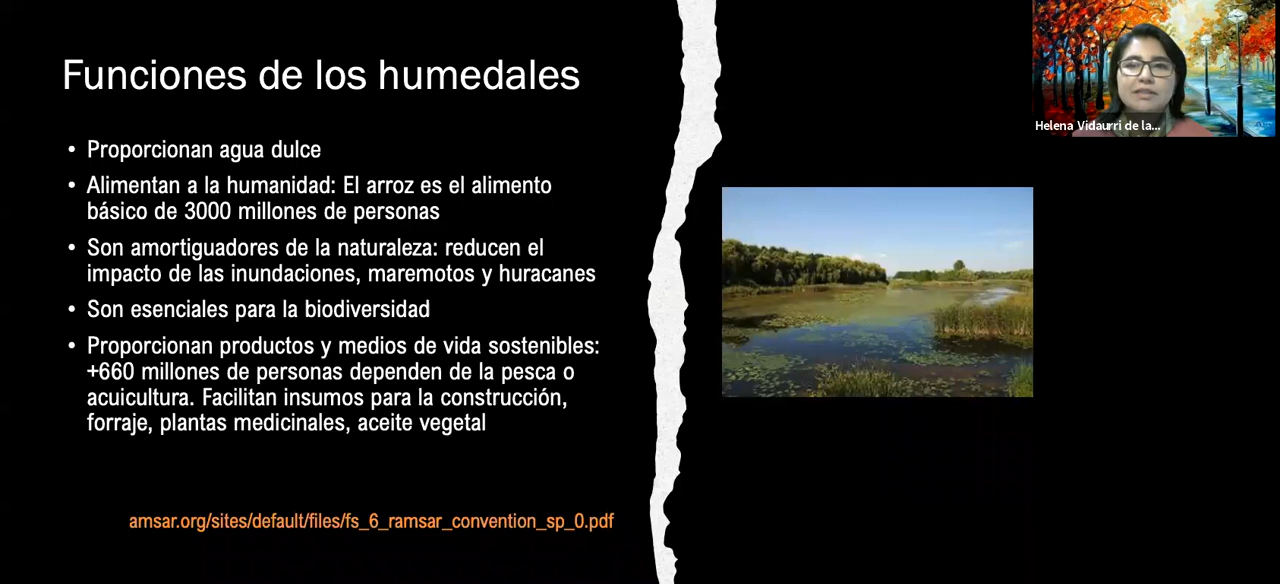 Funciones de los humedales
• Proporcionan agua dulce
• Alimentan a la humanidad: El arroz es el alimento
básico de 3000 millones de personas
• Son amortiguadores de la naturaleza: reducen el
impacto de las inundaciones, maremotos y huracanes
• Son esenciales para la biodiversidad
• Proporcionan productos y medios de vida sostenibles:
+660 millones de personas dependen de la pesca o
acuicultura. Facilitan insumos para la construcción,
forraje, plantas medicinales, aceite vegetal
amsar.org/sites/default/files/fs_6_ramsar_convention_sp_0.pdf
Helena Vidaurri de la...